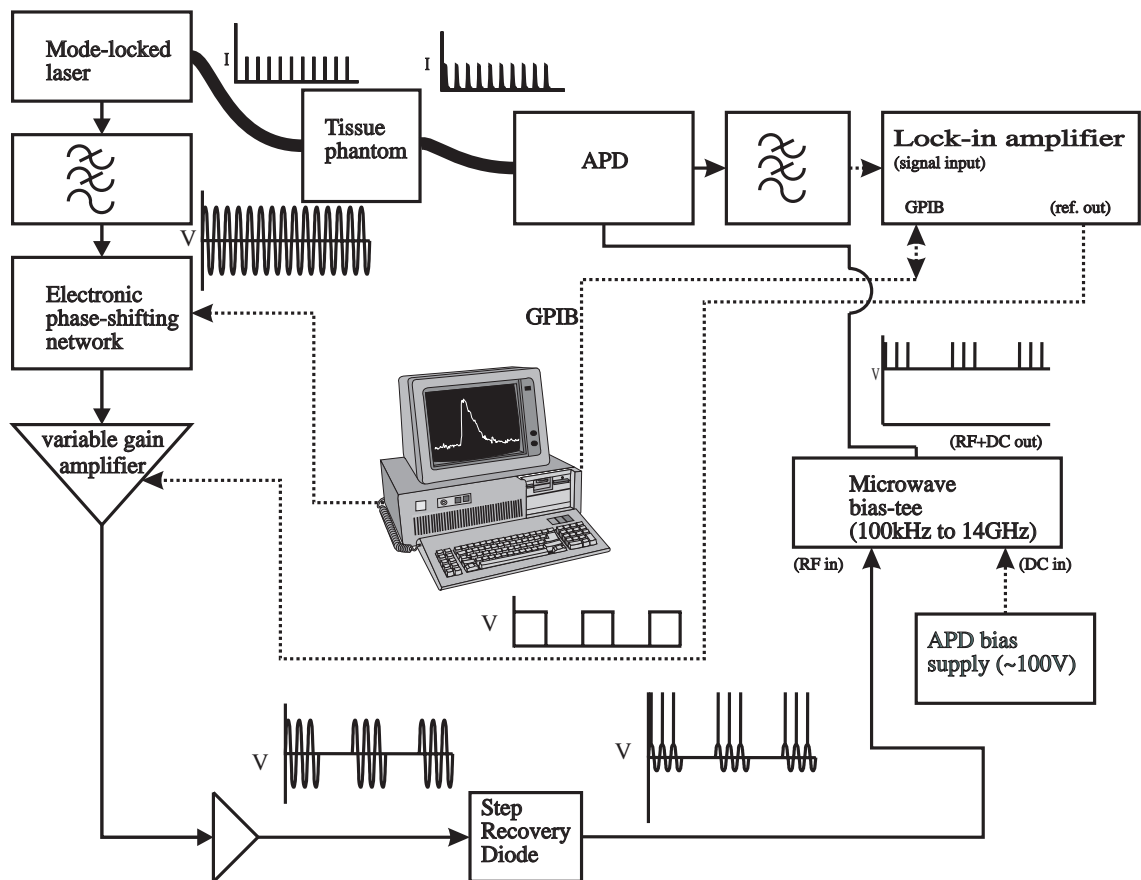 Mode-locked
laser
I
I
Tissue
phantom
APD
Lock-in amplifier
(signal input)
GPIB
(ref. out)
V
Electronic
phase-shifting
network
GPIB
V
variable gain
amplifier
(RF+DC out)
Microwave
bias-tee
(100kHz to 14GHz)
(RF in)
(DC in)
V
APD bias
supply (~100V)
V
V
Step
Recovery
Diode